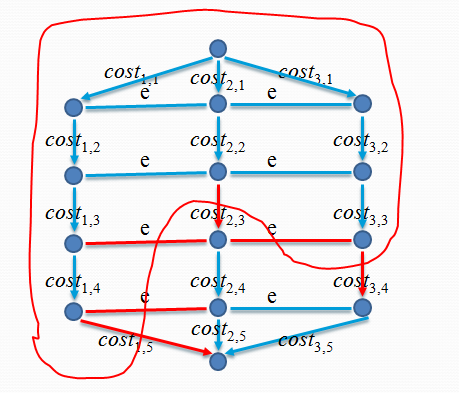 cost1,1 cost2,1 cost3,1
e e
cost1,2 cost2,2 cost3,2
e e
cost1,3 cost2,3 cost3,3
e e
cost1,4 cost2,4 cost3,4
e e
cost1,5 cost2,5 cost3,5